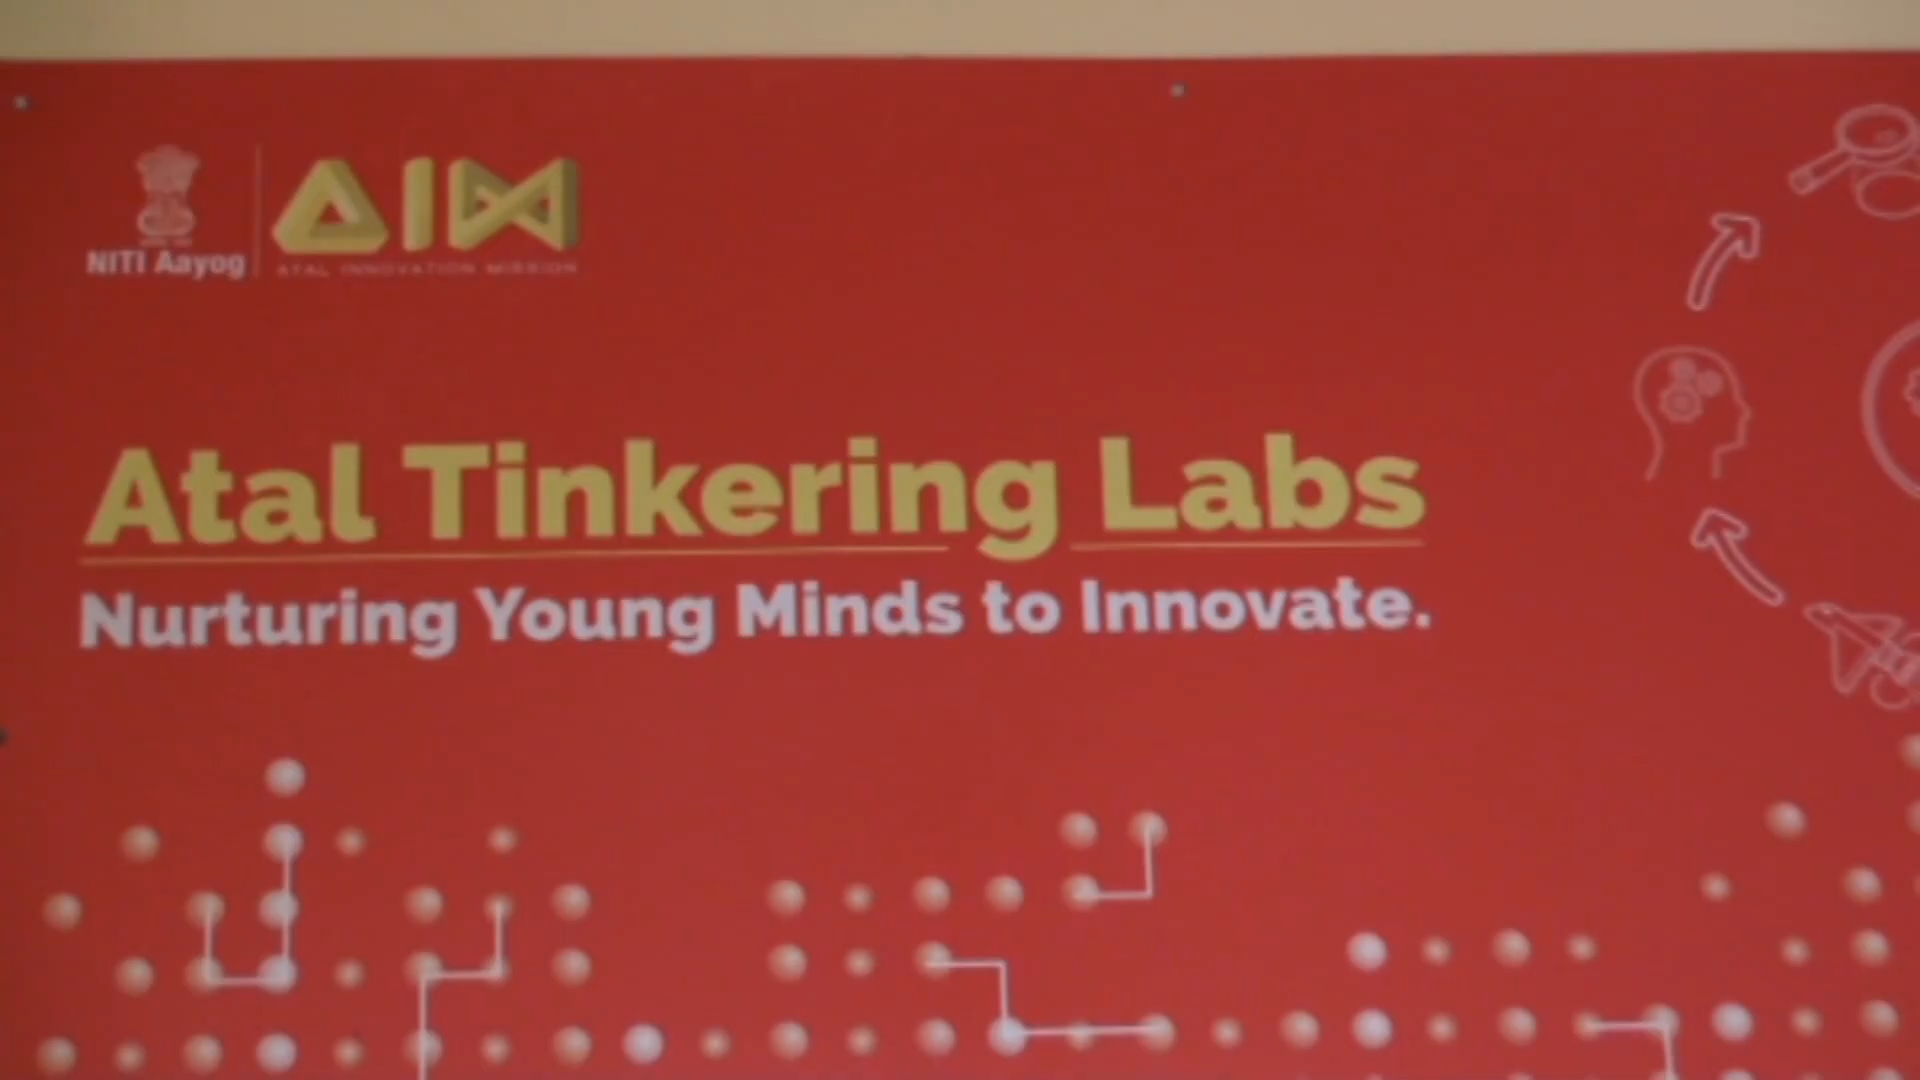 NITI Aayog
AIM
ATAL INNOVATION MISSION
Atal Tinkering Labs
Nurturing Young Minds to Innovate.